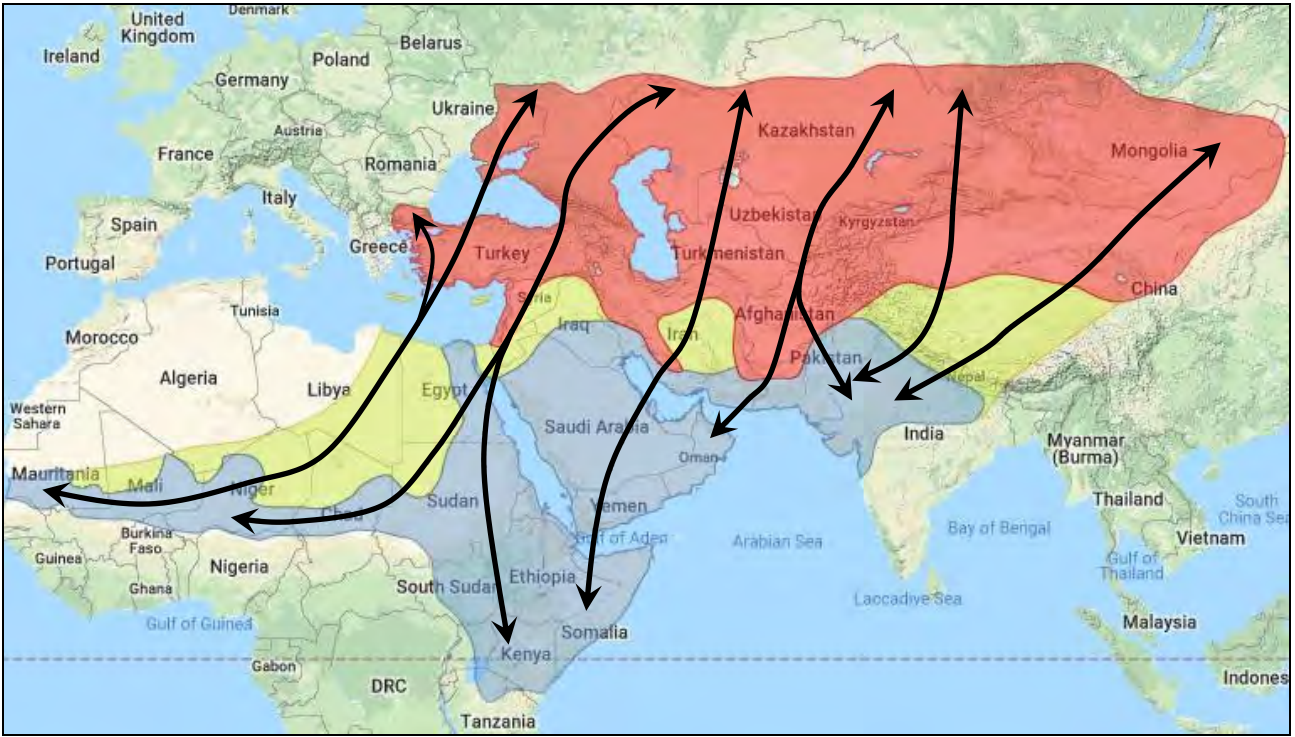 Denmark
United
Kingdom
Ireland
Belarus
Poland
Germany
Ukraine
Austria
Kazakhstan
Mongolia
France
Romania
Italy
Uzbekistan
Kyrgyzstan
Spain
Greece
Turkey
Turkmenistan
Portugal
China
Syria
Tunisia
Afghanistan
Iraq
Iran
Morocco
Pakistan
Algeria
Libya
Egypt
Nepal
Western
Sahara
Saudi Arabia
India
Myanmar
(Burma)
Oman
Mauritania
Mali
Niger
Sudan
Thailand
Yemen
Chad
South
China Sea
Bay of Bengal
Burkina
Faso
Gulf of Aden
Arabian Sea
Vietnam
Guinea
Nigeria
Gulf of
Thailand
Ethiopia
Ghana
South Sudan
Laccadive Sea
Gulf of Guinea
Somalia
Malaysia
Kenya
Gabon
DRC
Indones
Tanzania